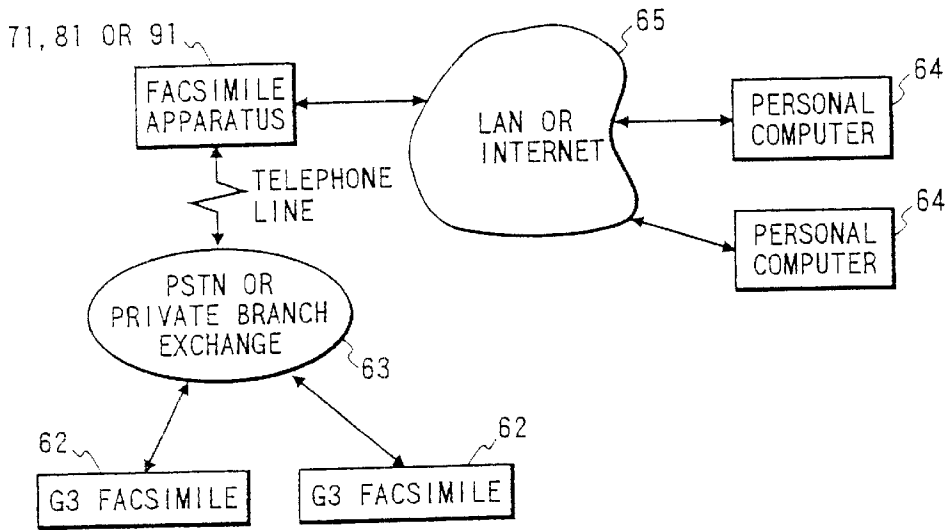 71, 81 OR 91
FACSIMILE
APPARATUS
65
LAN OR
INTERNET
64
PERSONAL
COMPUTER
64
PERSONAL
COMPUTER
TELEPHONE
LINE
PSTN OR
PRIVATE BRANCH
EXCHANGE
63
62
G3 FACSIMILE
62
G3 FACSIMILE